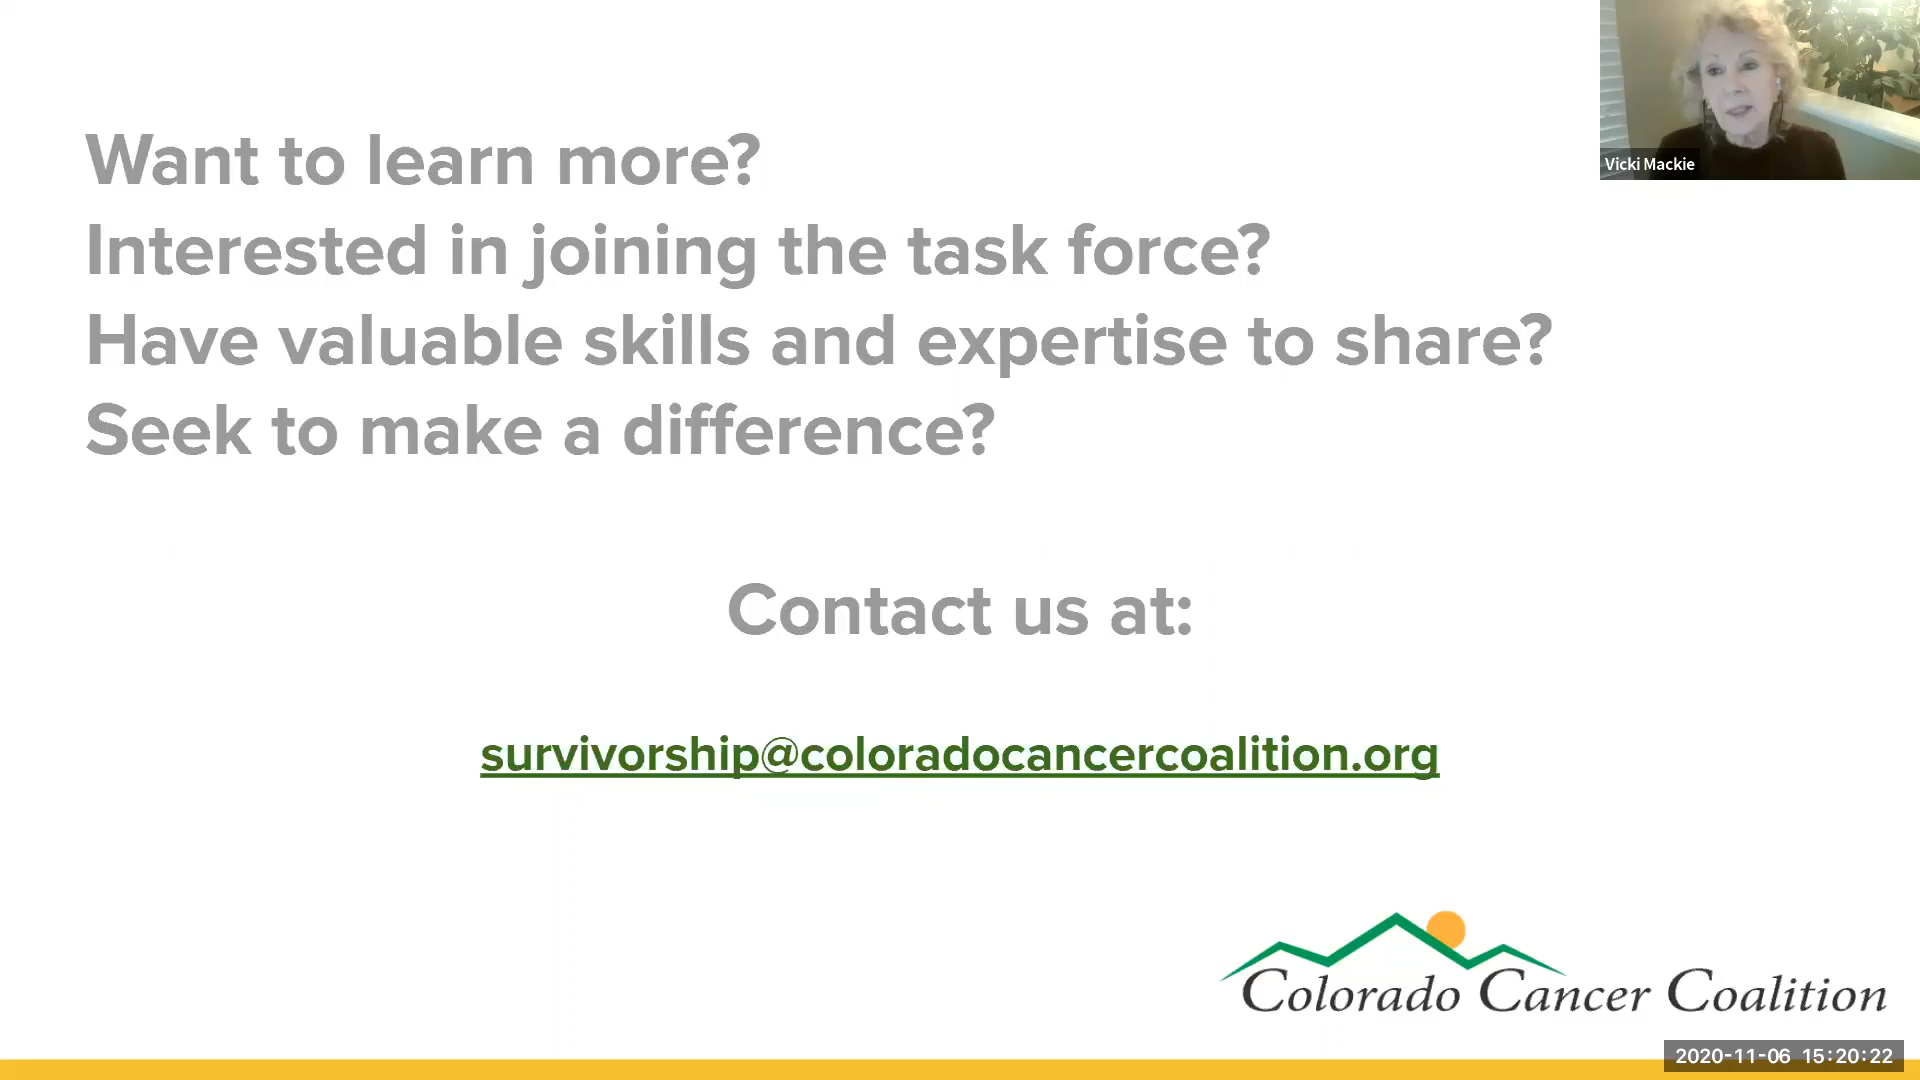 Want to learn more?
Interested in joining the task force?
Have valuable skills and expertise to share?
Seek to make a difference?
Contact us at:
survivorship@coloradocancercoalition.org
Vicki Mackie
Colorado Cancer Coalition
2020-11-06 15:20:22